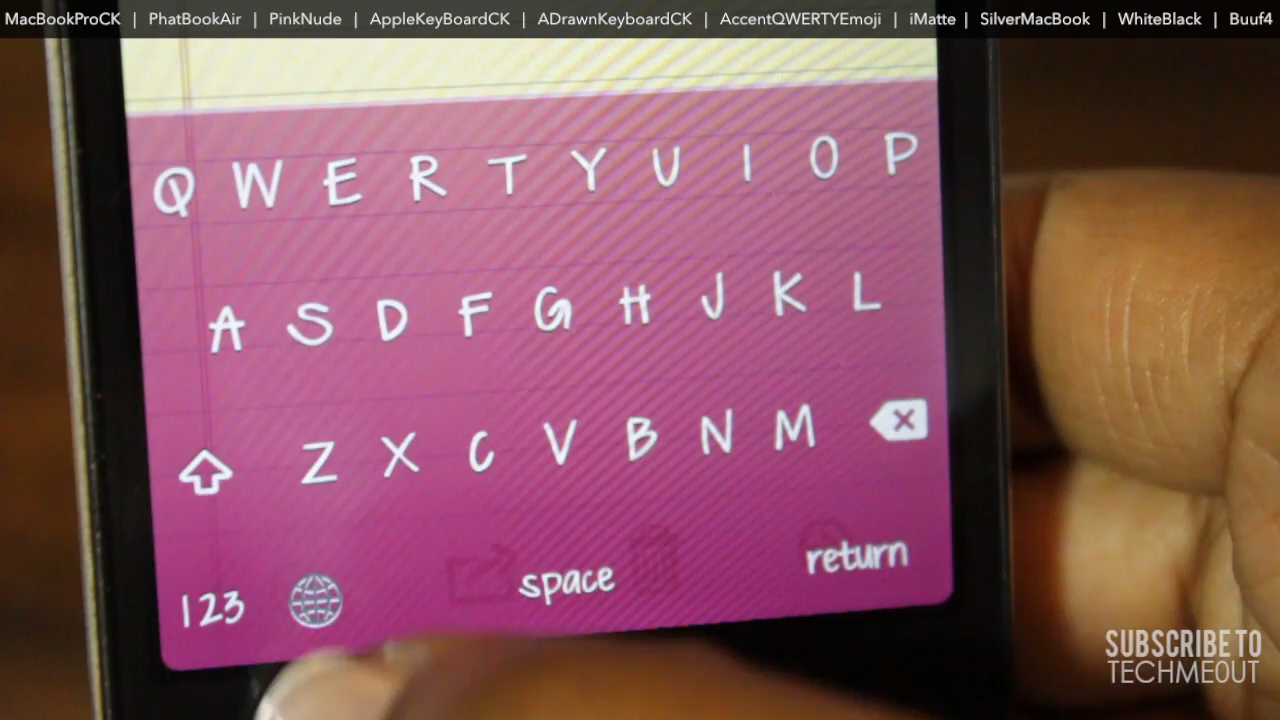 MacBookProCK | PhatBookAir | PinkNude | AppleKeyBoardCK | ADrawnKeyboardCK | AccentQWERTYEmoji | iMatte | SilverMacBook | WhiteBlack | Buuf4
Q W E R T Y U I O P
A S D F G H J K L
Z X C V B N M
123 space return
SUBSCRIBE TO
TECHMEOUT